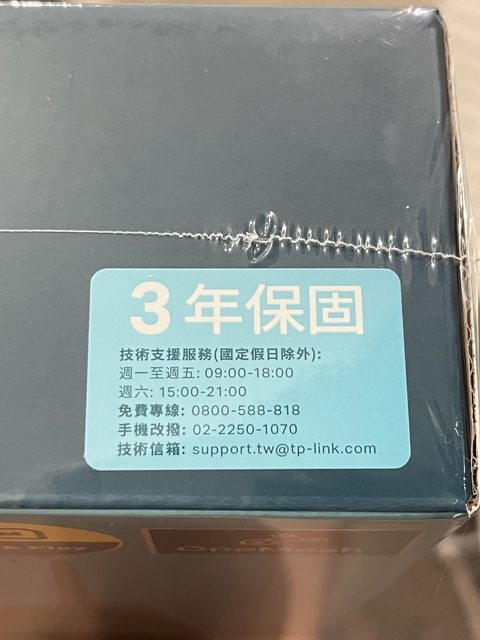 3年保固
技術支援服務(國定假日除外):
週一至週五: 09:00-18:00
週六: 15:00-21:00
免費專線: 0800-588-818
手機改撥: 02-2250-1070
技術信箱: support.tw@tp-link.com
& Play
OneMesh